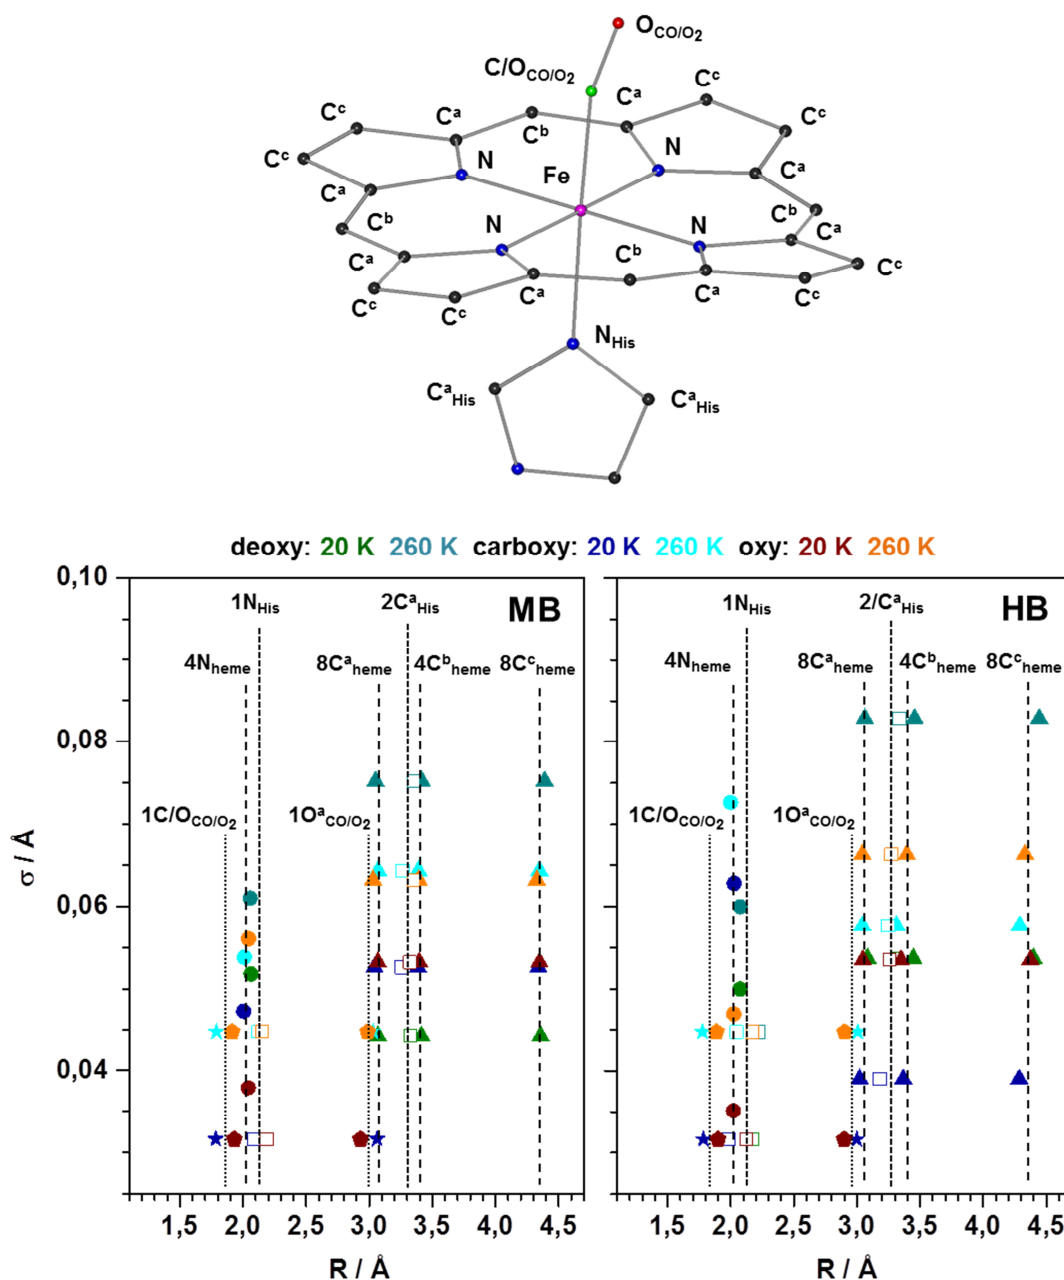 O_CO/O2
C/O_CO/O2
C^c
C^a
C^c
C^a
C^b
C^c
N
N
C^c
Fe
C^a
C^a
C^b
C^b
N
N
C^a
C^a
C^b
C^c
C^c
C^c
C^a
C^a
C^c
C^c
N_His
C^a_His
C^a_His
deoxy: 20 K 260 K carboxy: 20 K 260 K oxy: 20 K 260 K
0,10
1N_His
2C^a_His
MB
1N_His
2/C^a_His
HB
4N_heme
8C^a_heme
4C^b_heme
8C^c_heme
4N_heme
8C^a_heme
4C^b_heme
8C^c_heme
0,08
1C/O_CO/O2
1O^a_CO/O2
1C/O_CO/O2
1O^a_CO/O2
σ / Å
0,06
0,04
1,5 2,0 2,5 3,0 3,5 4,0 4,5
1,5 2,0 2,5 3,0 3,5 4,0 4,5
R / Å
R / Å